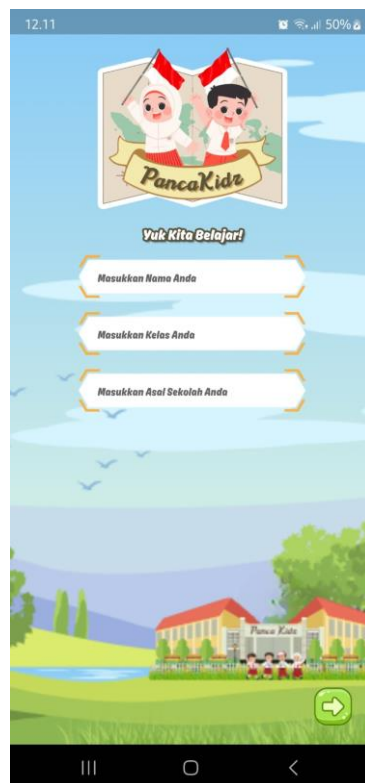 12.11
50%
PancaKidz
Yuk Kita Belajar!
Masukkan Nama Anda
Masukkan Kelas Anda
Masukkan Asal Sekolah Anda
Panca Kidz